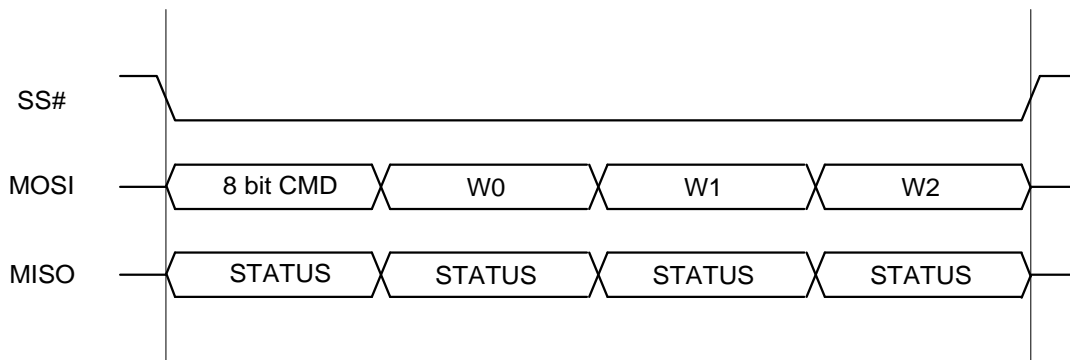 SS#
MOSI 8 bit CMD W0 W1 W2
MISO STATUS STATUS STATUS STATUS